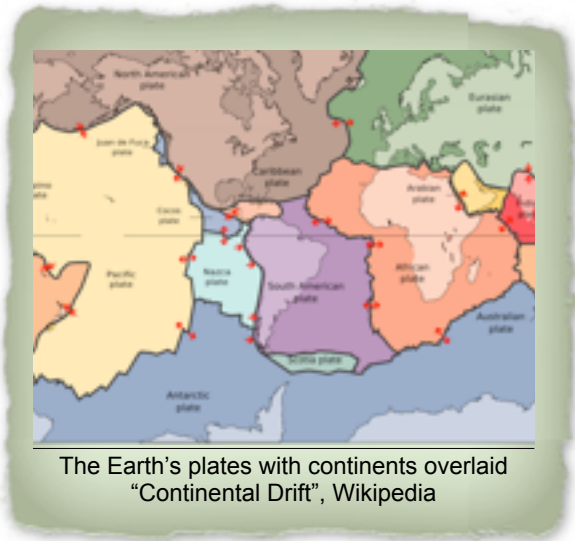 North American
plate
Eurasian
plate
Juan de Fuca
plate
Caribbean
plate
Arabian
plate
plate
Cocos
plate
Pacific
plate
Nazca
plate
South American
plate
African
plate
Australian
plate
Scotia plate
Antarctic
plate
The Earth’s plates with continents overlaid
“Continental Drift”, Wikipedia